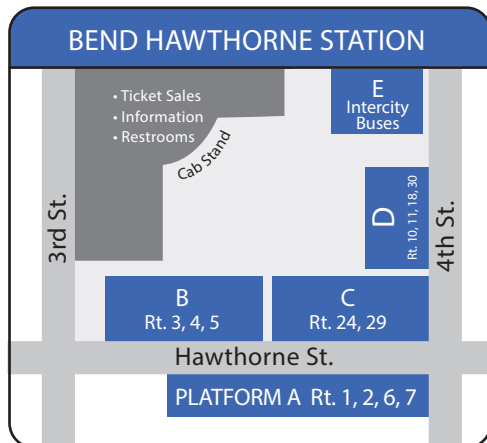 BEND HAWTHORNE STATION
• Ticket Sales
• Information
• Restrooms
Cab Stand
E
Intercity
Buses
D
Rt. 10, 11, 18, 30
3rd St.
4th St.
B
Rt. 3, 4, 5
C
Rt. 24, 29
Hawthorne St.
PLATFORM A Rt. 1, 2, 6, 7